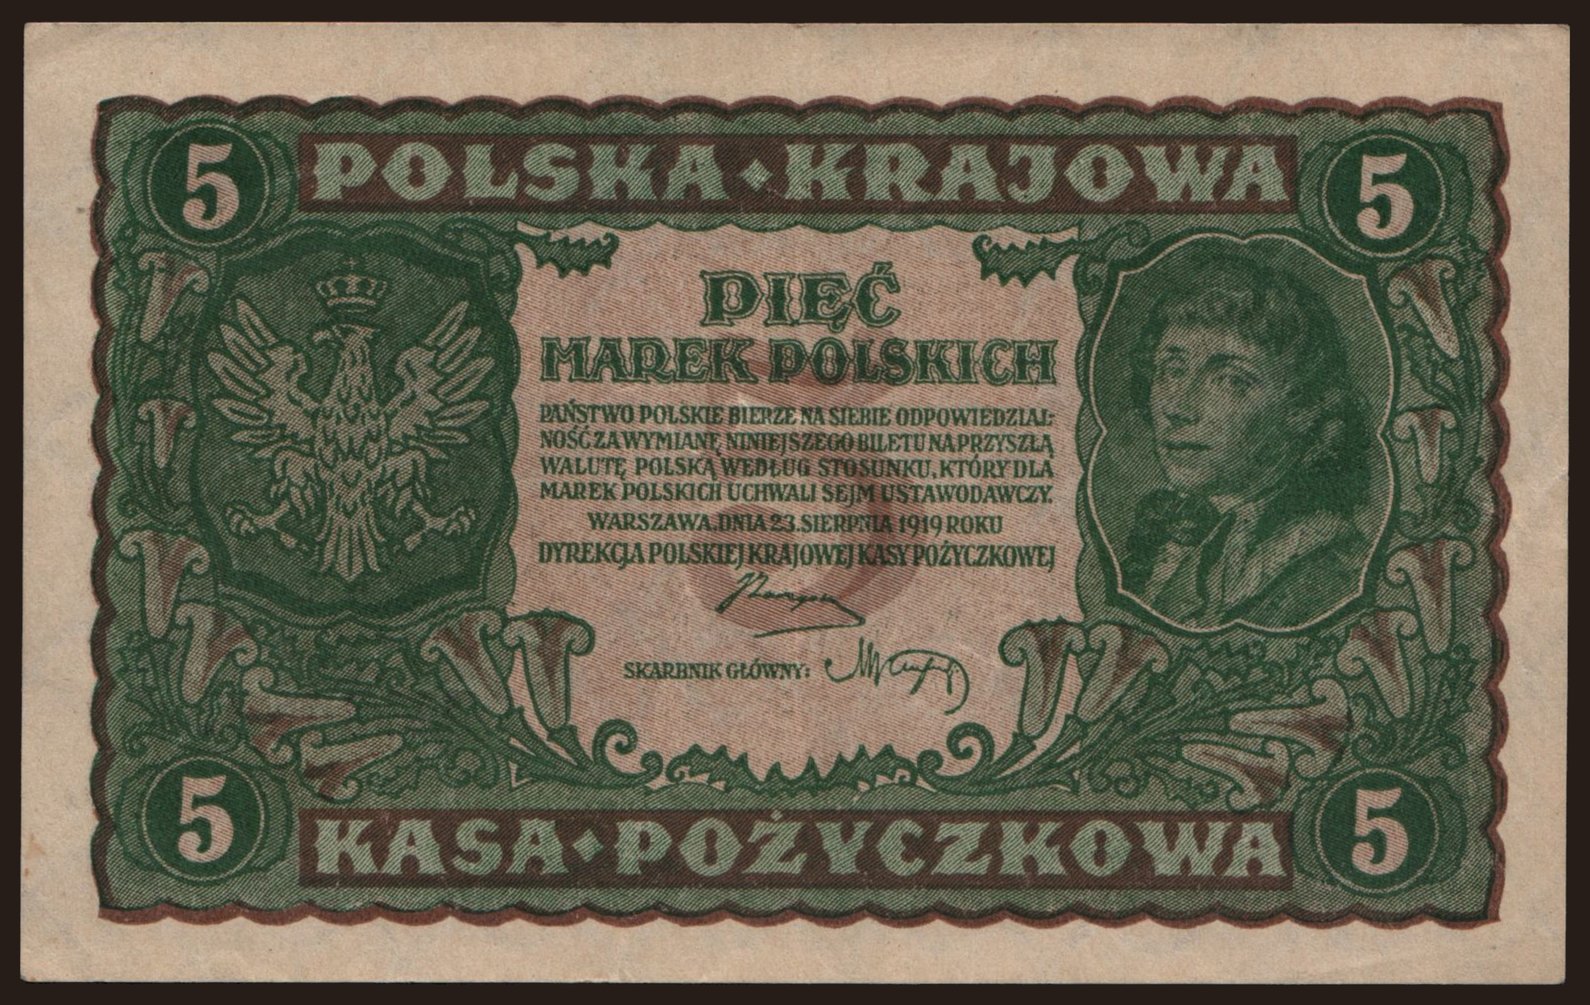 5 POLSKA KRAJOWA 5
PIĘĆ
MAREK POLSKICH
PAŃSTWO POLSKIE BIERZE NA SIEBIE ODPOWIEDZIAL-
NOŚĆ ZA WYMIANĘ NINIEJSZEGO BILETU NA PRZYSZŁĄ
WALUTĘ POLSKĄ WEDŁUG STOSUNKU, KTÓRY DLA
MAREK POLSKICH UCHWALI SEJM USTAWODAWCZY.
WARSZAWA, DNIA 23. SIERPNIA 1919 ROKU
DYREKCJA POLSKIEJ KRAJOWEJ KASY POŻYCZKOWEJ
5
SKARBNIK GŁÓWNY:
5 KASA POŻYCZKOWA 5